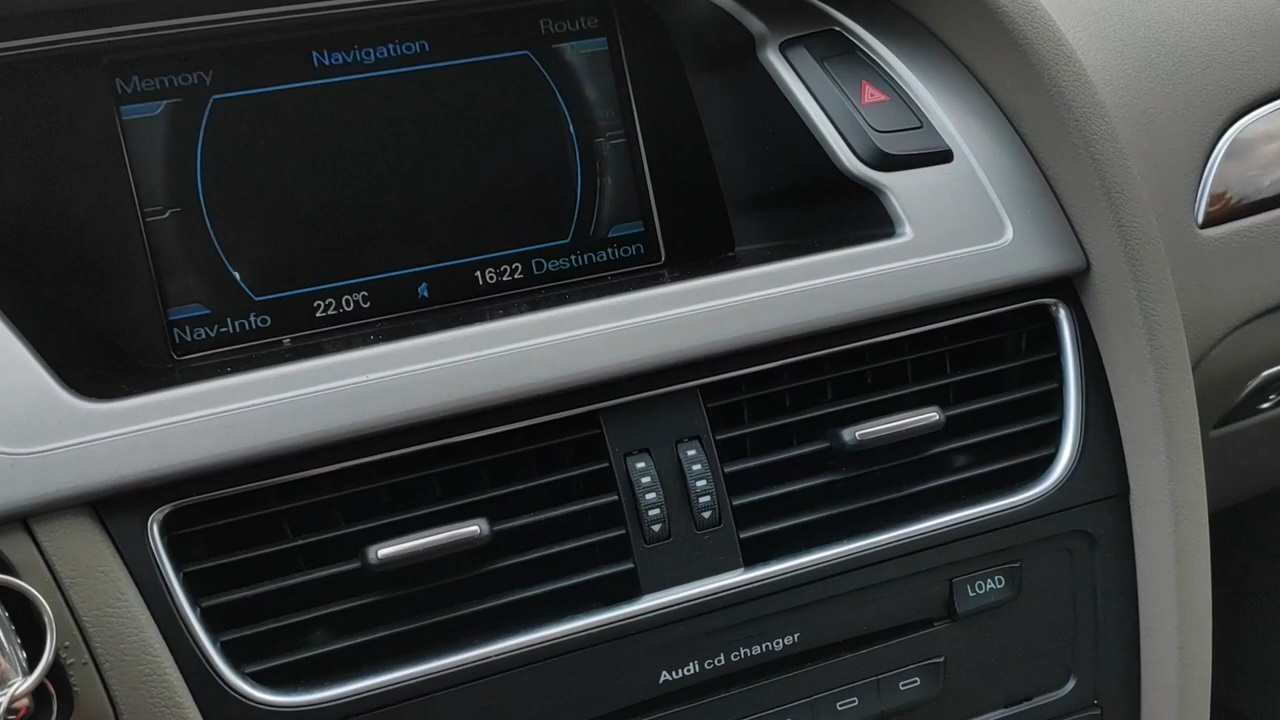 Navigation
Route
Memory
Nav-Info
22.0°C
16:22
Destination
LOAD
Audi cd changer